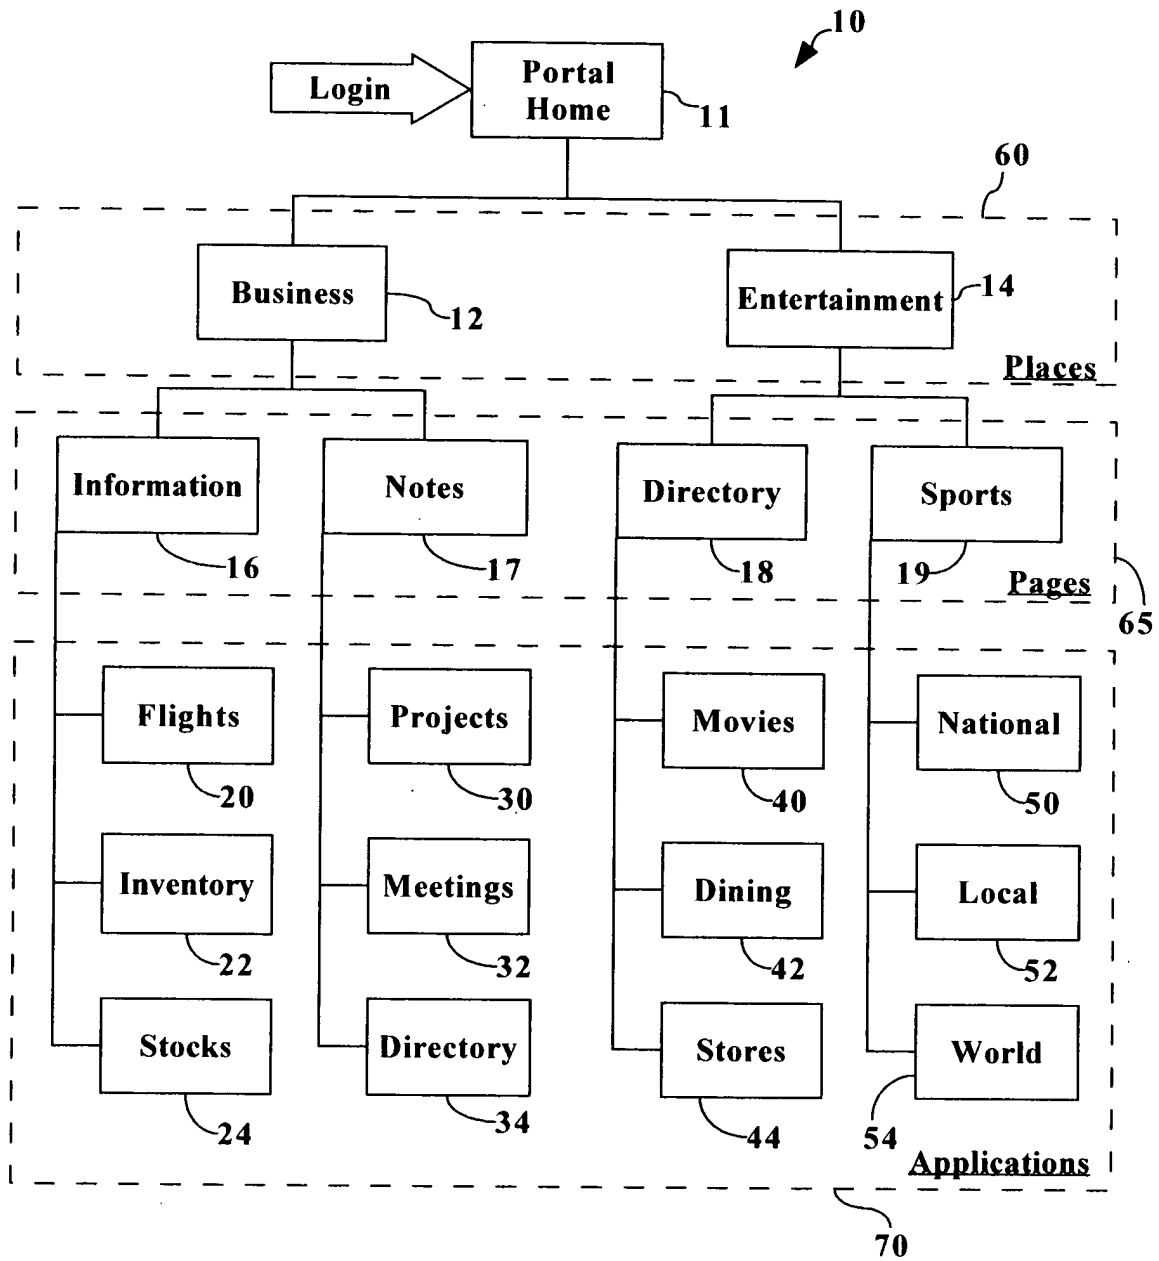 10
Login
Portal
Home
11
60
Business
12
Entertainment
14
Places
Information
Notes
Directory
Sports
16
17
18
19
Pages
65
Flights
Projects
Movies
National
20
30
40
50
Inventory
Meetings
Dining
Local
22
32
42
52
Stocks
Directory
Stores
World
24
34
44
54
Applications
70